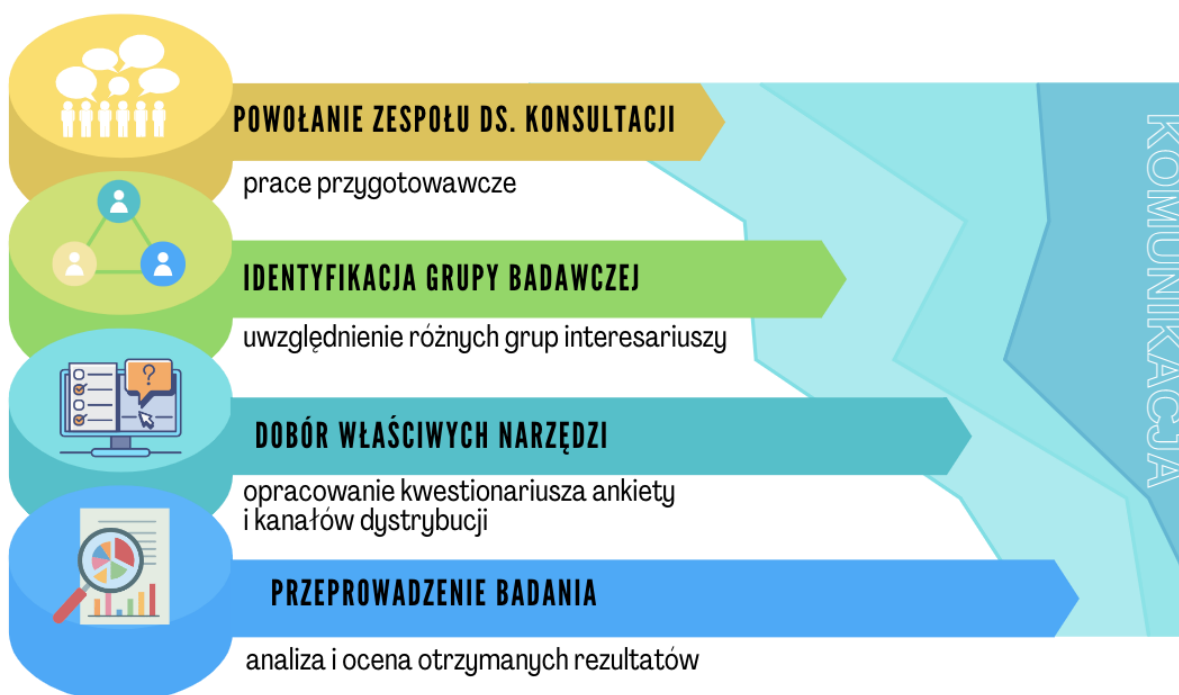 POWOŁANIE ZESPOŁU DS. KONSULTACJI
prace przygotowawcze
IDENTYFIKACJA GRUPY BADAWCZEJ
uwzględnienie różnych grup interesariuszy
?
DOBÓR WŁAŚCIWYCH NARZĘDZI
opracowanie kwestionariusza ankiety
i kanałów dystrybucji
PRZEPROWADZENIE BADANIA
analiza i ocena otrzymanych rezultatów
KOMUNIKACJA